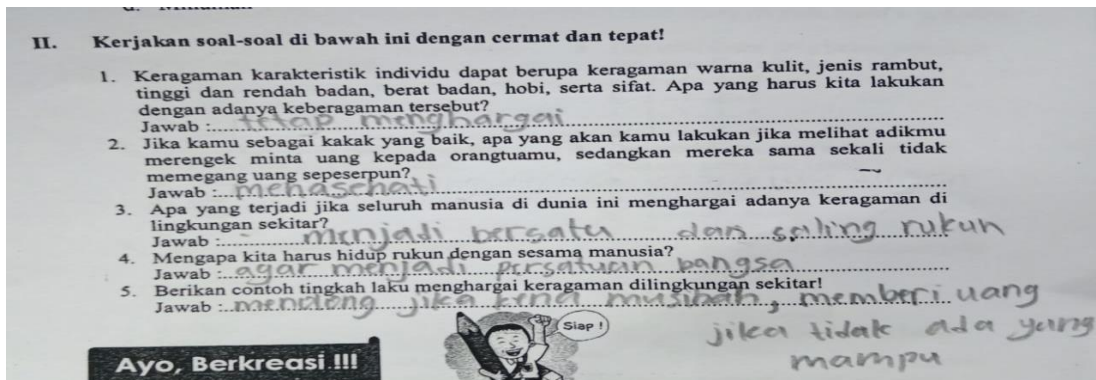 II. Kerjakan soal-soal di bawah ini dengan cermat dan tepat!
1. Keragaman karakteristik individu dapat berupa keragaman warna kulit, jenis rambut,
tinggi dan rendah badan, berat badan, hobi, serta sifat. Apa yang harus kita lakukan
dengan adanya keberagaman tersebut?
Jawab : tetap menghargai
2. Jika kamu sebagai kakak yang baik, apa yang akan kamu lakukan jika melihat adikmu
merengek minta uang kepada orangtuamu, sedangkan mereka sama sekali tidak
memegang uang sepeserpun?
Jawab : menasehati
3. Apa yang terjadi jika seluruh manusia di dunia ini menghargai adanya keragaman di
lingkungan sekitar?
Jawab : menjadi bersatu dan saling rukun
4. Mengapa kita harus hidup rukun dengan sesama manusia?
Jawab : agar menjadi persatuan bangsa
5. Berikan contoh tingkah laku menghargai keragaman dilingkungan sekitar!
Jawab : menolong jika kena musibah, memberi uang
jika tidak ada yang
mampu
Siap !
Ayo, Berkreasi !!!